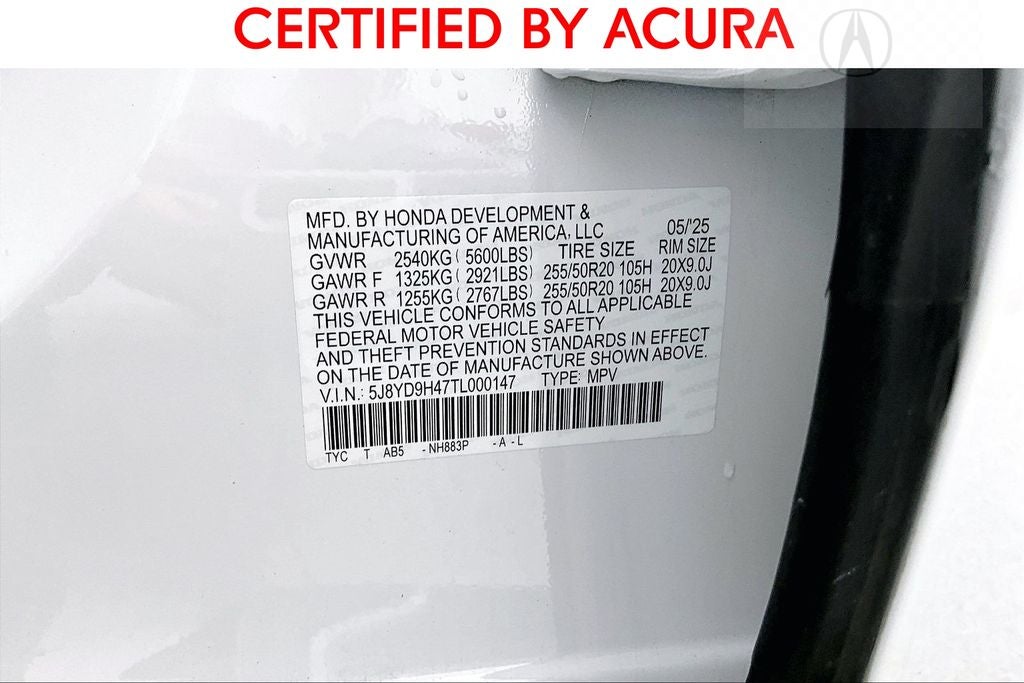 CERTIFIED BY ACURA
MFD. BY HONDA DEVELOPMENT &
MANUFACTURING OF AMERICA, LLC 05/'25
GVWR 2540KG ( 5600LBS) TIRE SIZE RIM SIZE
GAWR F 1325KG ( 2921LBS) 255/50R20 105H 20X9.0J
GAWR R 1255KG ( 2767LBS) 255/50R20 105H 20X9.0J
THIS VEHICLE CONFORMS TO ALL APPLICABLE
FEDERAL MOTOR VEHICLE SAFETY
AND THEFT PREVENTION STANDARDS IN EFFECT
ON THE DATE OF MANUFACTURE SHOWN ABOVE.
V.I.N.: 5J8YD9H47TL000147 TYPE: MPV
TYC T AB5 - NH883P - A - L